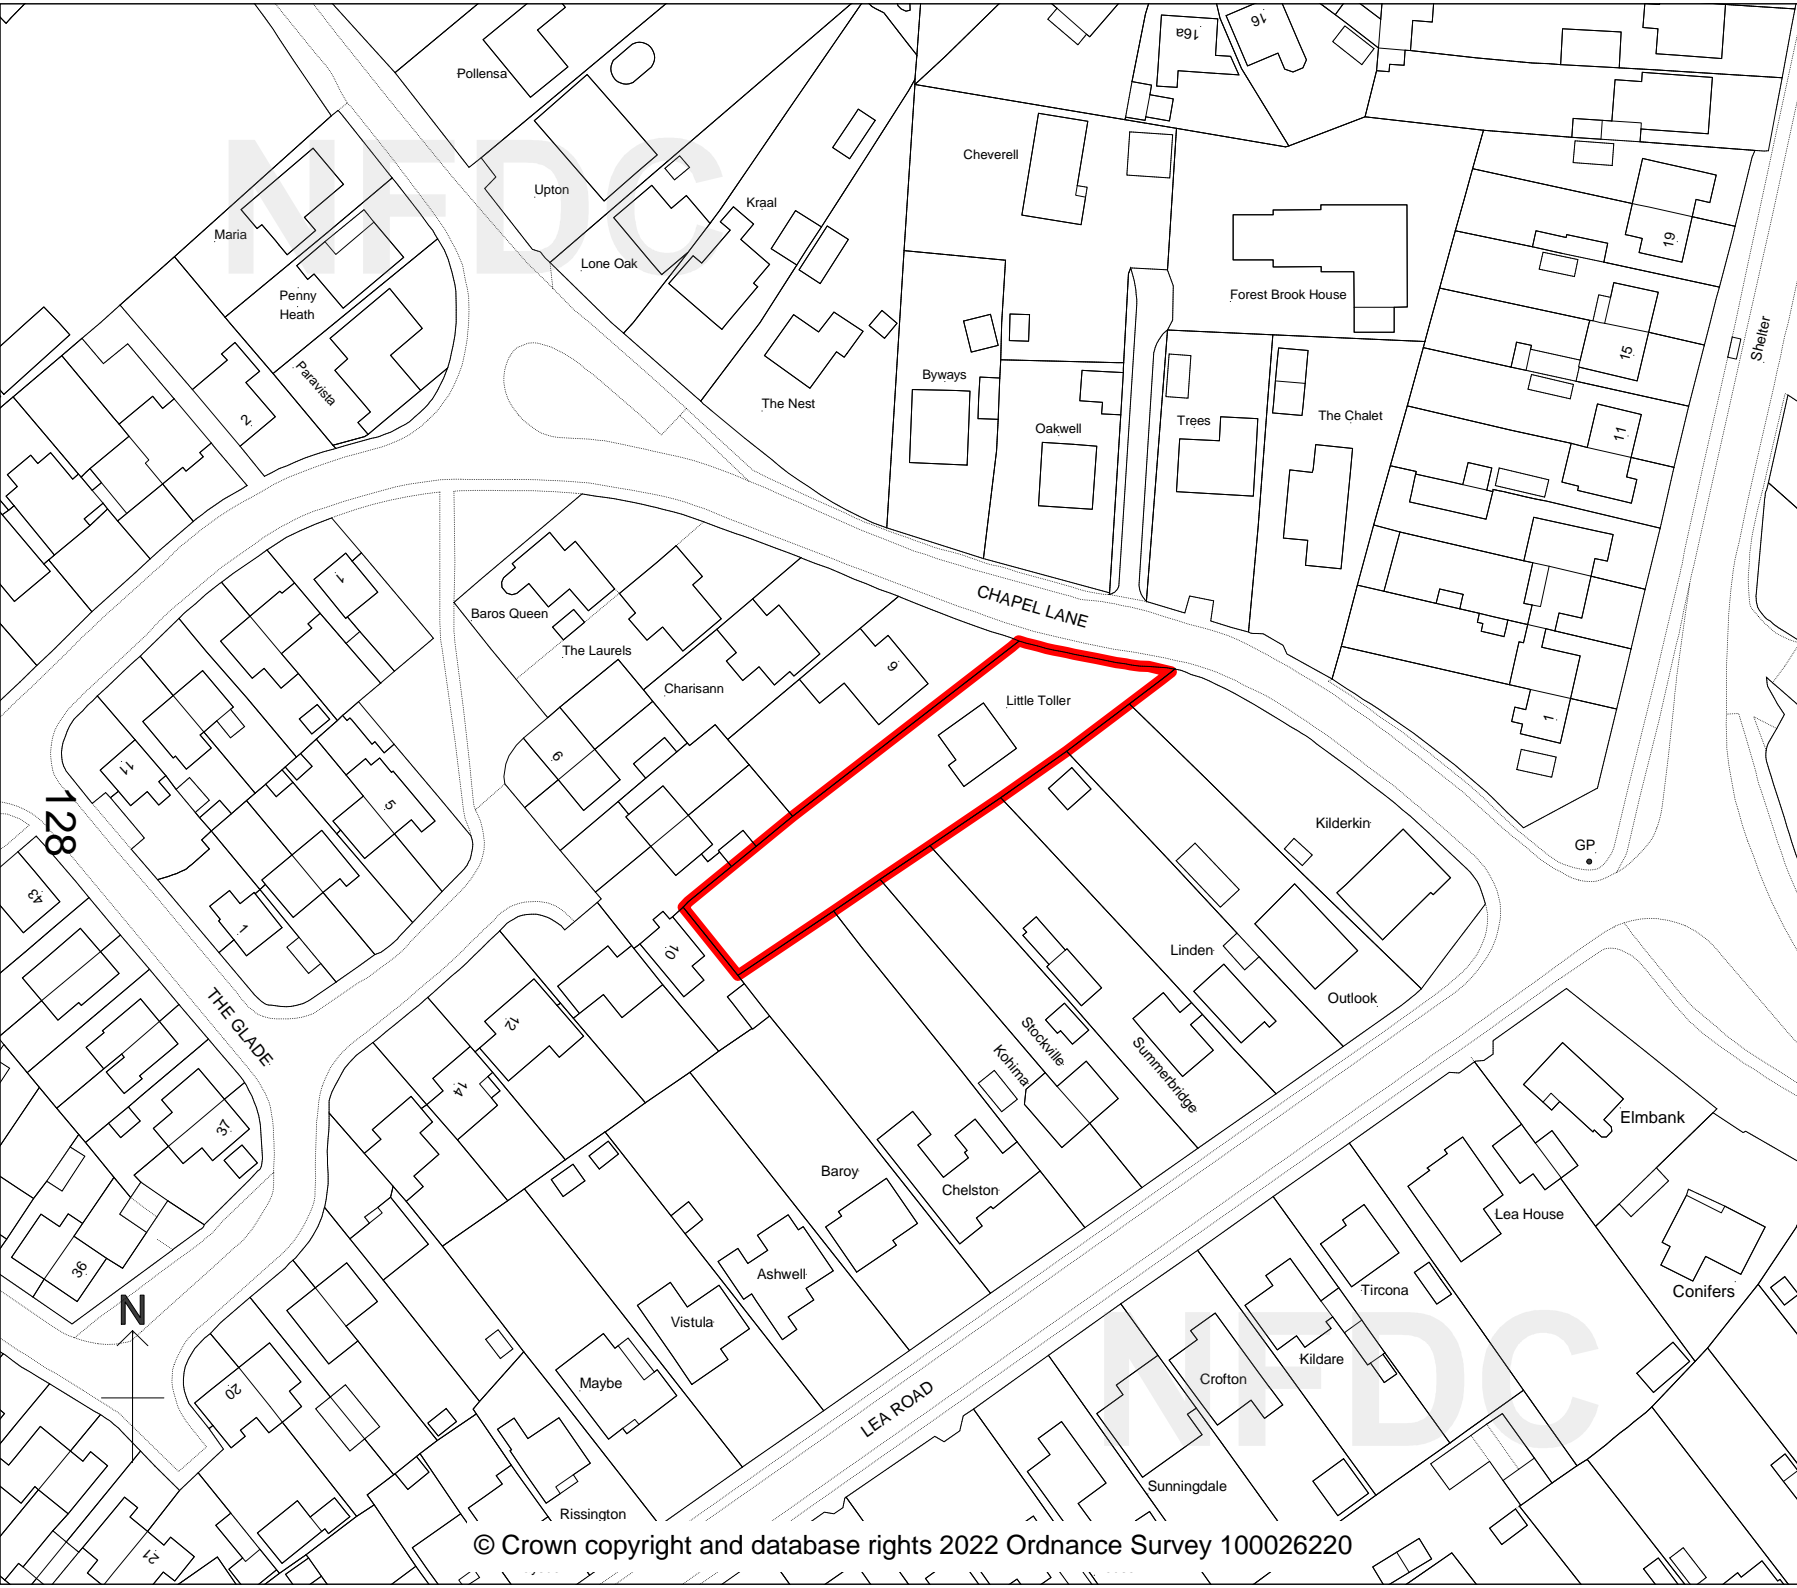 16a
16
Pollensa
Cheverell
Upton
Kraal
Maria
19
Lone Oak
Penny
Heath
Forest Brook House
Shelter
15
Paravista
Byways
The Nest
2
The Chalet
Trees
Oakwell
11
1
CHAPEL LANE
Baros Queen
The Laurels
9
Charisann
Little Toller
1
6
11
5
128
Kilderkin
GP
43
1
10
Linden
Outlook
THE GLADE
12
Stockville
Kohima
Summerbridge
14
37
Elmbank
Baroy
Chelston
Lea House
36
Ashwell
Tircona
Conifers
N
Vistula
Kildare
Maybe
Crofton
20
LEA ROAD
Sunningdale
Rissington
21
© Crown copyright and database rights 2022 Ordnance Survey 100026220
NFDC
NFDC